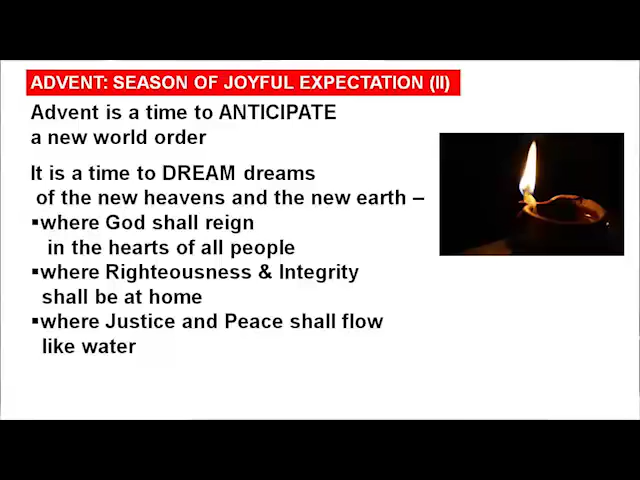 ADVENT: SEASON OF JOYFUL EXPECTATION (II)
Advent is a time to ANTICIPATE
a new world order
It is a time to DREAM dreams
of the new heavens and the new earth –
▪where God shall reign
in the hearts of all people
▪where Righteousness & Integrity
shall be at home
▪where Justice and Peace shall flow
like water